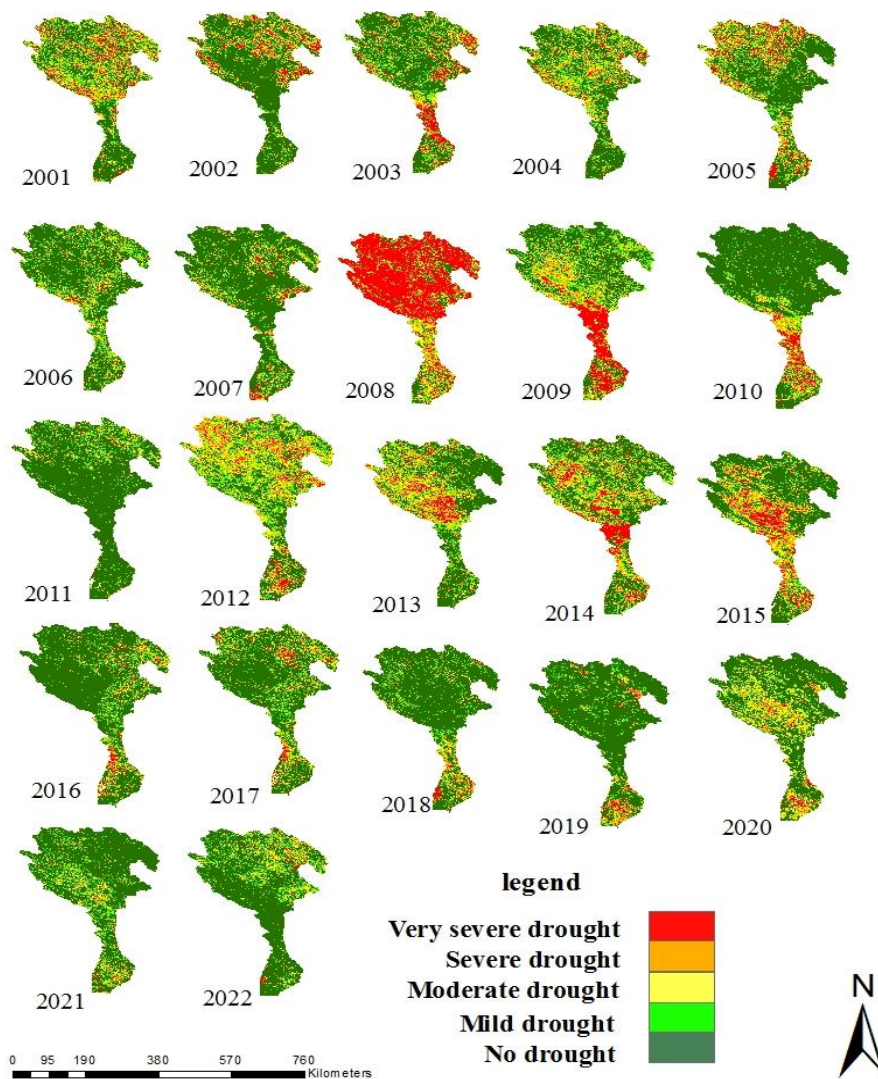 2001
2002
2003
2004
2005
2006
2007
2008
2009
2010
2011
2012
2013
2014
2015
2016
2017
2018
2019
2020
2021
2022
legend
Very severe drought
Severe drought
Moderate drought
Mild drought
No drought
N
0 95 190 380 570 760
Kilometers